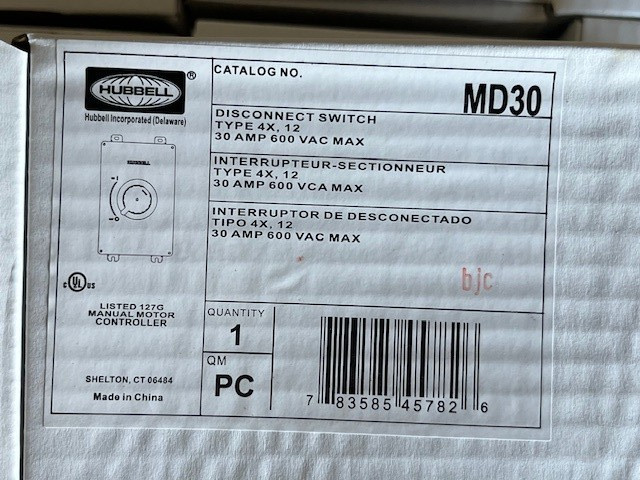 HUBBELL®
Hubbell Incorporated (Delaware)
HUBBELL
I
O
c UL US
LISTED 127G
MANUAL MOTOR
CONTROLLER
SHELTON, CT 06484
Made in China
CATALOG NO.
MD30
DISCONNECT SWITCH
TYPE 4X, 12
30 AMP 600 VAC MAX
INTERRUPTEUR-SECTIONNEUR
TYPE 4X, 12
30 AMP 600 VCA MAX
INTERRUPTOR DE DESCONECTADO
TIPO 4X, 12
30 AMP 600 VAC MAX
bjc
QUANTITY
1
QM
PC
7 83585 45782 6